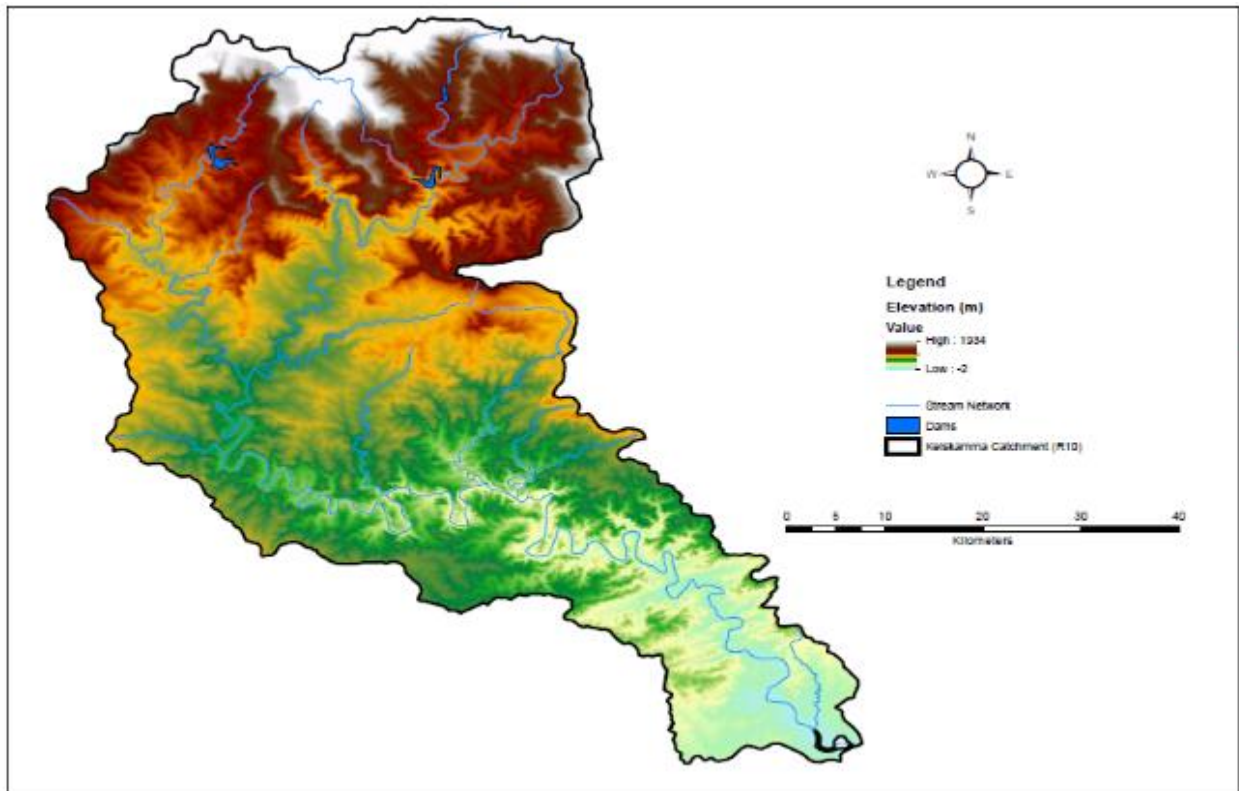 N
W E
S
Legend
Elevation (m)
Value
High : 1934
Low : -2
Stream Network
Dams
Keiskamma Catchment (R10)
0 5 10 20 30 40
Kilometers